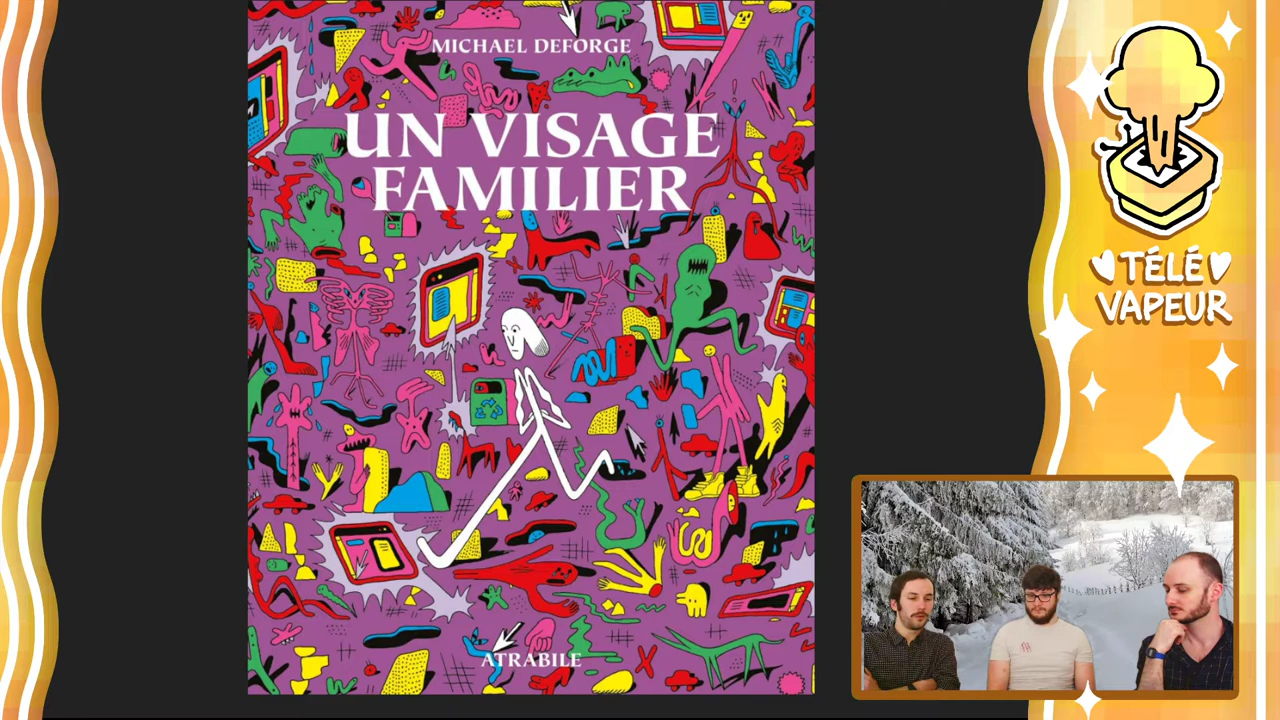 MICHAEL DEFORGE
UN VISAGE
FAMILIER
ATRABILE
TÉLÉ
VAPEUR